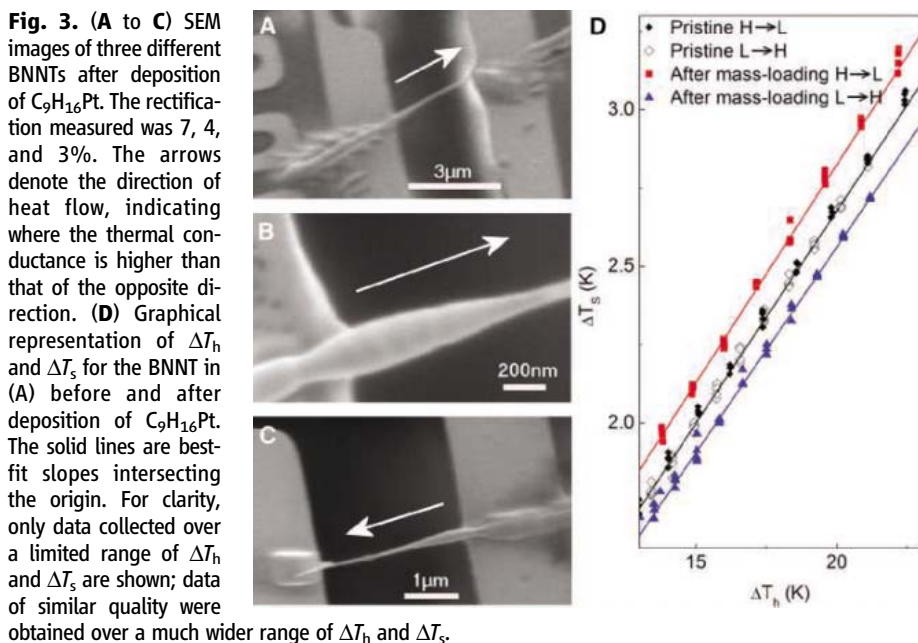 Fig. 3. (A to C) SEM
images of three different
BNNTs after deposition
of C₉H₁₆Pt. The rectifica-
tion measured was 7, 4,
and 3%. The arrows
denote the direction of
heat flow, indicating
where the thermal con-
ductance is higher than
that of the opposite di-
rection. (D) Graphical
representation of ΔTₕ
and ΔTₛ for the BNNT in
(A) before and after
deposition of C₉H₁₆Pt.
The solid lines are best-
fit slopes intersecting
the origin. For clarity,
only data collected over
a limited range of ΔTₕ
and ΔTₛ are shown; data
of similar quality were
obtained over a much wider range of ΔTₕ and ΔTₛ.
A
3μm
B
200nm
C
1μm
D
Pristine H→L
Pristine L→H
After mass-loading H→L
After mass-loading L→H
3.0
2.5
2.0
ΔTₛ (K)
15
20
ΔTₕ (K)